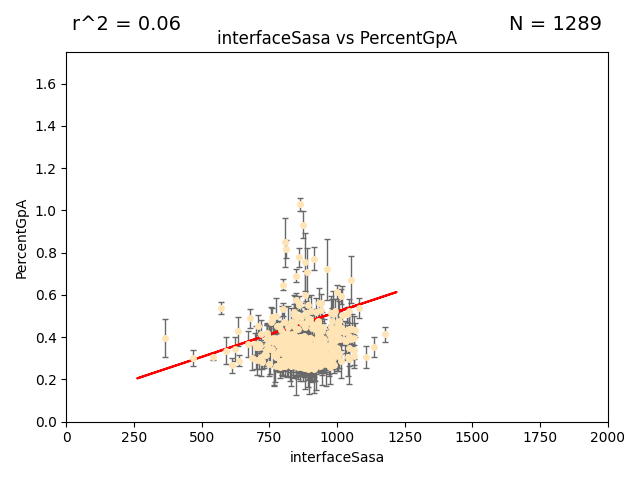 r^2 = 0.06
N = 1289
interfaceSasa vs PercentGpA
PercentGpA
1.6
1.4
1.2
1.0
0.8
0.6
0.4
0.2
0.0
0 250 500 750 1000 1250 1500 1750 2000
interfaceSasa